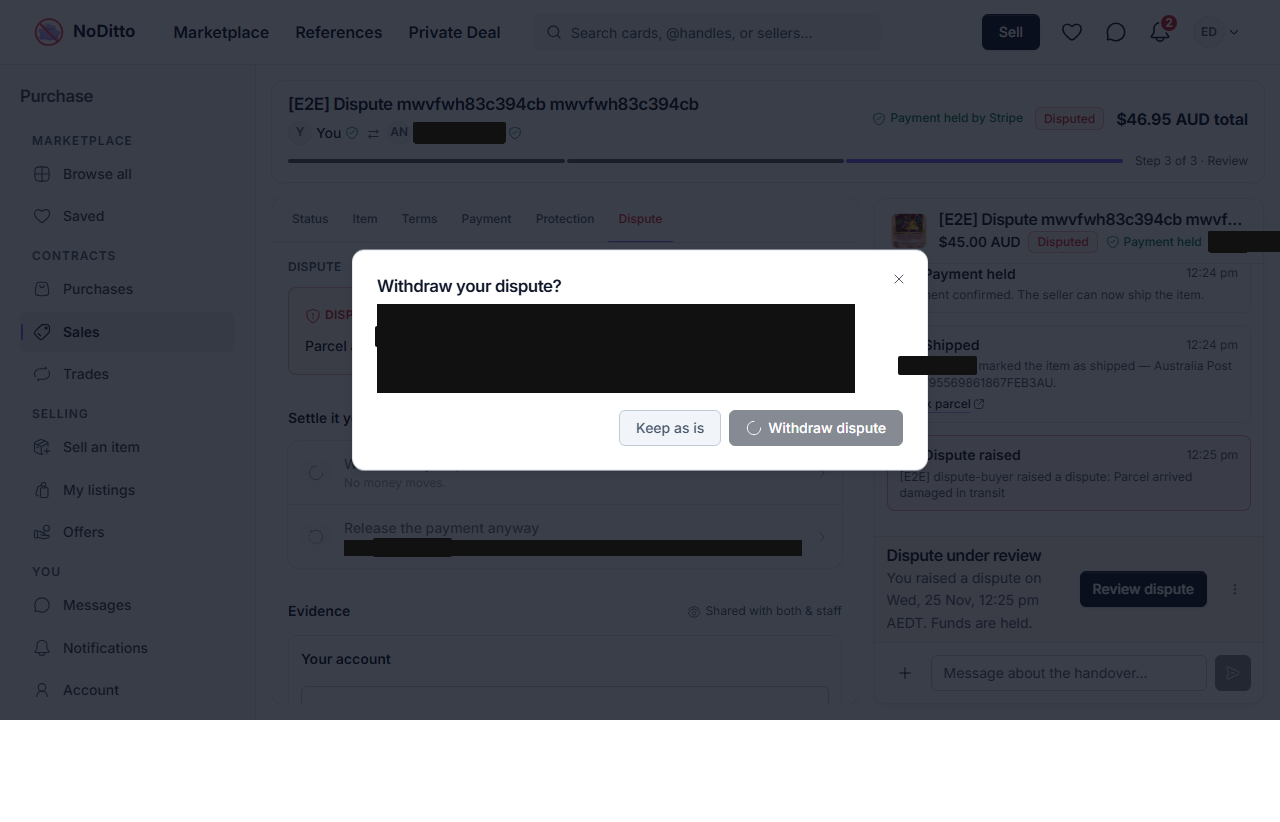 NoDitto
Marketplace
References
Private Deal
Search cards, @handles, or sellers...
Sell
2
ED
Purchase
MARKETPLACE
Browse all
Saved
CONTRACTS
Purchases
Sales
Trades
SELLING
Sell an item
My listings
Offers
YOU
Messages
Notifications
Account
[E2E] Dispute mwvfwh83c394cb mwvfwh83c394cb
Y You
AN
Payment held by Stripe
Disputed
$46.95 AUD total
Step 3 of 3 · Review
Status
Item
Terms
Payment
Protection
Dispute
DISPUTE
Parcel
Settle it
Withdraw your dispute?
Keep as is
Withdraw dispute
No money moves.
Release the payment anyway
Evidence
Shared with both & staff
Your account
[E2E] Dispute mwvfwh83c394cb mwvf...
$45.00 AUD
Disputed
Payment held
Payment held
12:24 pm
confirmed. The seller can now ship the item.
Shipped
12:24 pm
marked the item as shipped — Australia Post
95569861867FEB3AU.
parcel
Dispute raised
12:25 pm
[E2E] dispute-buyer raised a dispute: Parcel arrived
damaged in transit
Dispute under review
You raised a dispute on
Wed, 25 Nov, 12:25 pm
AEDT. Funds are held.
Review dispute
Message about the handover...